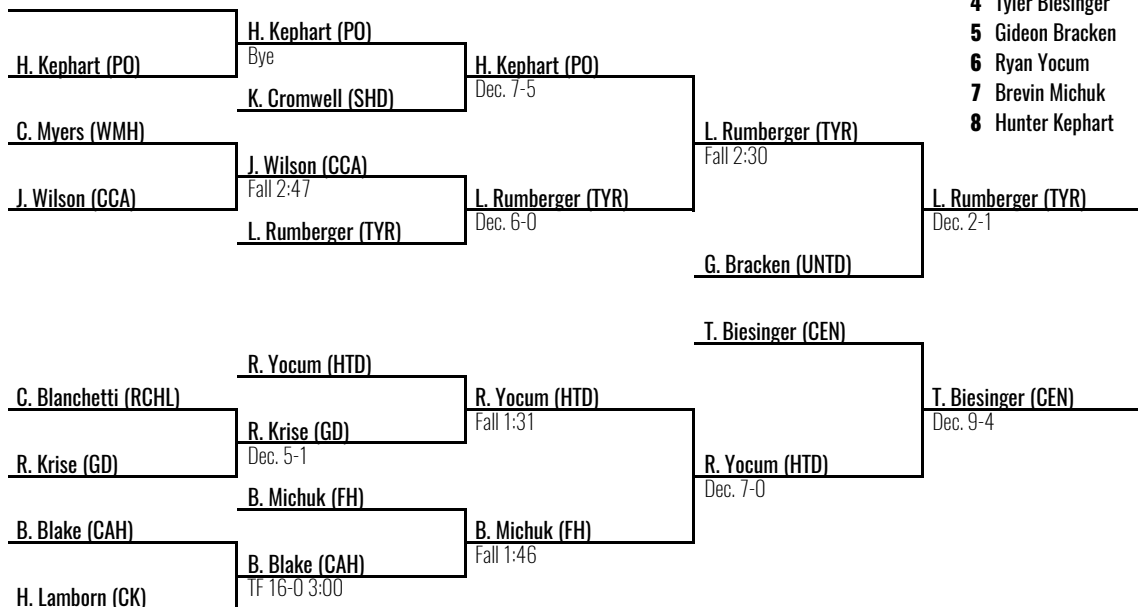 4 Tyler Biesinger
5 Gideon Bracken
6 Ryan Yocum
7 Brevin Michuk
8 Hunter Kephart
H. Kephart (PO)
C. Myers (WMH)
J. Wilson (CCA)
C. Blanchetti (RCHL)
R. Krise (GD)
B. Blake (CAH)
H. Lamborn (CK)
H. Kephart (PO)
Bye
K. Cromwell (SHD)
J. Wilson (CCA)
Fall 2:47
L. Rumberger (TYR)
R. Yocum (HTD)
R. Krise (GD)
Dec. 5-1
B. Michuk (FH)
B. Blake (CAH)
TF 16-0 3:00
H. Kephart (PO)
Dec. 7-5
L. Rumberger (TYR)
Dec. 6-0
R. Yocum (HTD)
Fall 1:31
B. Michuk (FH)
Fall 1:46
L. Rumberger (TYR)
Fall 2:30
G. Bracken (UNTD)
T. Biesinger (CEN)
R. Yocum (HTD)
Dec. 7-0
L. Rumberger (TYR)
Dec. 2-1
T. Biesinger (CEN)
Dec. 9-4